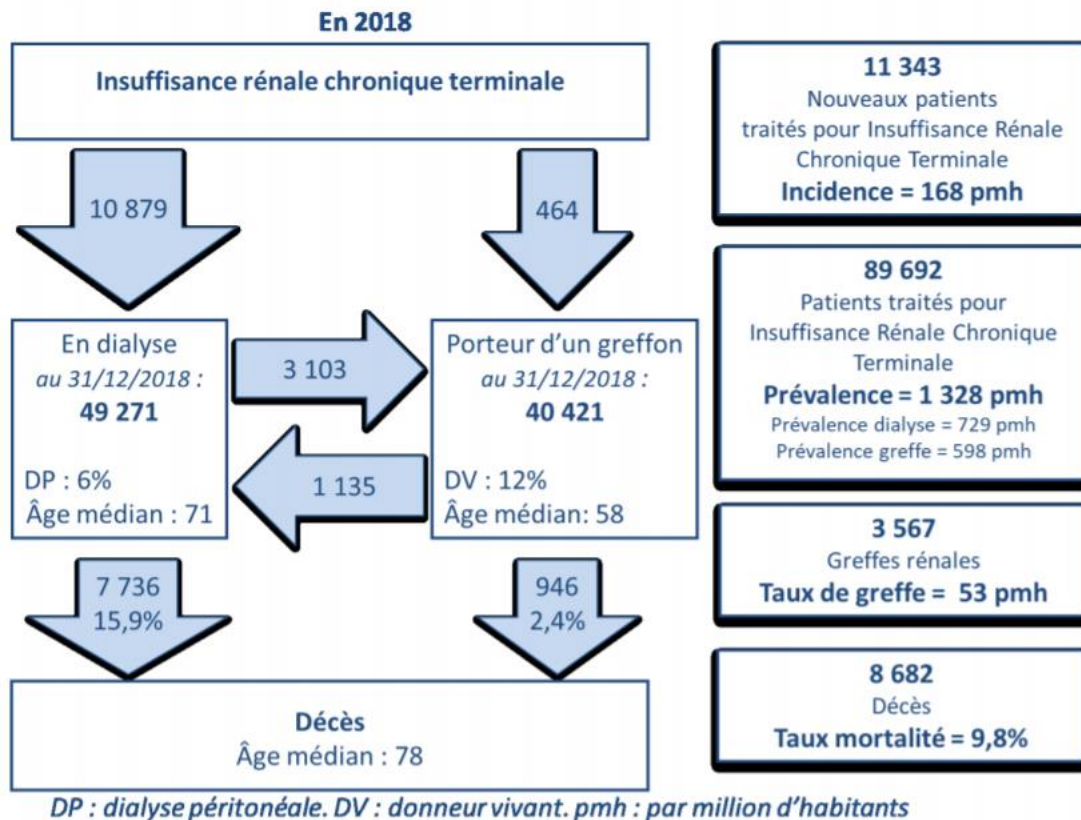 En 2018
Insuffisance rénale chronique terminale
10 879
464
En dialyse
au 31/12/2018 :
49 271
DP : 6%
Âge médian : 71
3 103
1 135
Porteur d’un greffon
au 31/12/2018 :
40 421
DV : 12%
Âge médian: 58
7 736
15,9%
946
2,4%
Décès
Âge médian : 78
11 343
Nouveaux patients
traités pour Insuffisance Rénale
Chronique Terminale
Incidence = 168 pmh
89 692
Patients traités pour
Insuffisance Rénale Chronique
Terminale
Prévalence = 1 328 pmh
Prévalence dialyse = 729 pmh
Prévalence greffe = 598 pmh
3 567
Greffes rénales
Taux de greffe = 53 pmh
8 682
Décès
Taux mortalité = 9,8%
DP : dialyse péritonéale. DV : donneur vivant. pmh : par million d’habitants